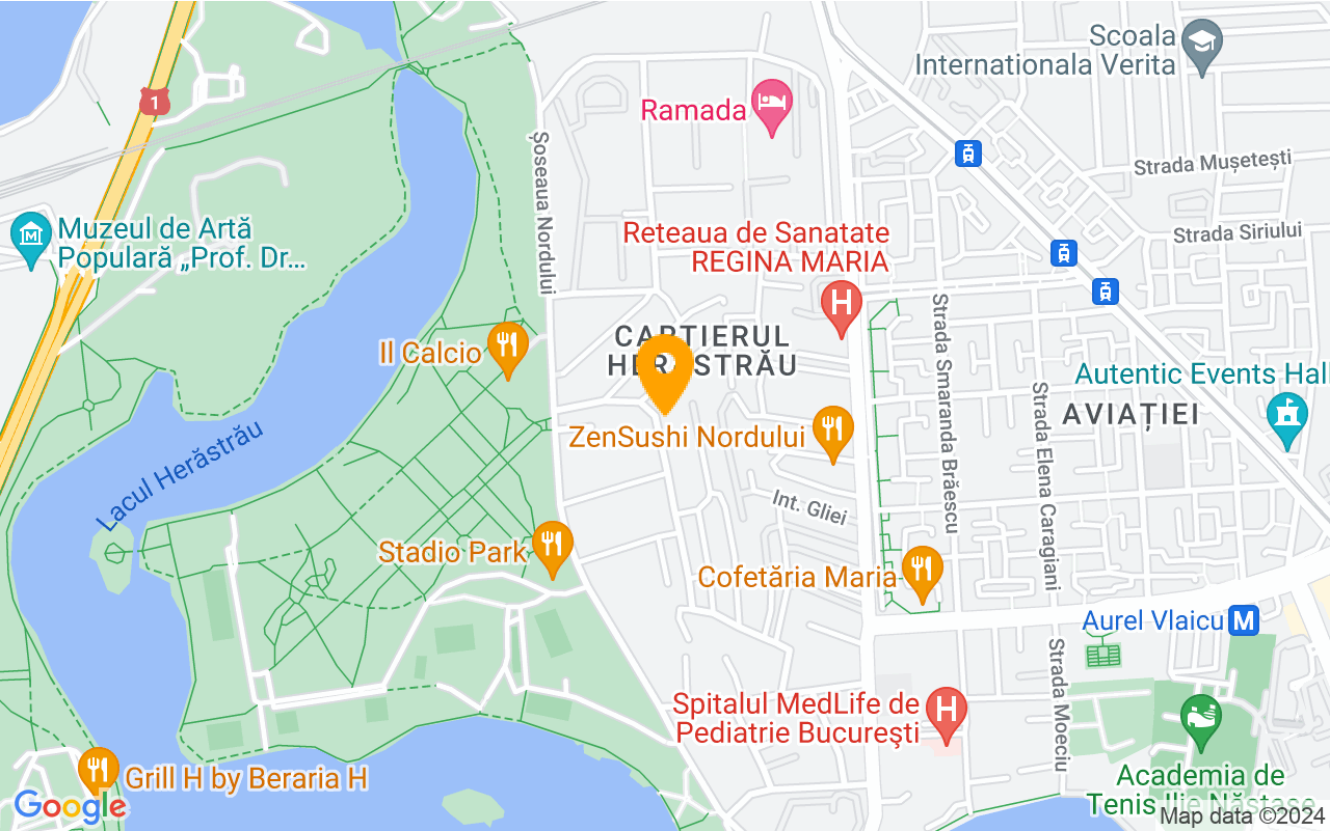 Scoala
Internationala Verita
Ramada
1
Șoseaua Nordului
Strada Mușetești
Muzeul de Artă
Populară „Prof. Dr...
Reteaua de Sanatate
REGINA MARIA
H
Strada Siriului
Strada Smaranda Brăescu
CARTIERUL
HERĂSTRĂU
Il Calcio
Autentic Events Hall
Strada Elena Caragiani
AVIAȚIEI
ZenSushi Nordului
Lacul Herăstrău
Int. Gliei
Stadio Park
Cofetăria Maria
Aurel Vlaicu M
Strada Moeciu
Spitalul MedLife de
Pediatrie Bucureşti
H
Grill H by Beraria H
Academia de
Tenis Ilie Năstase
Google
Map data ©2024